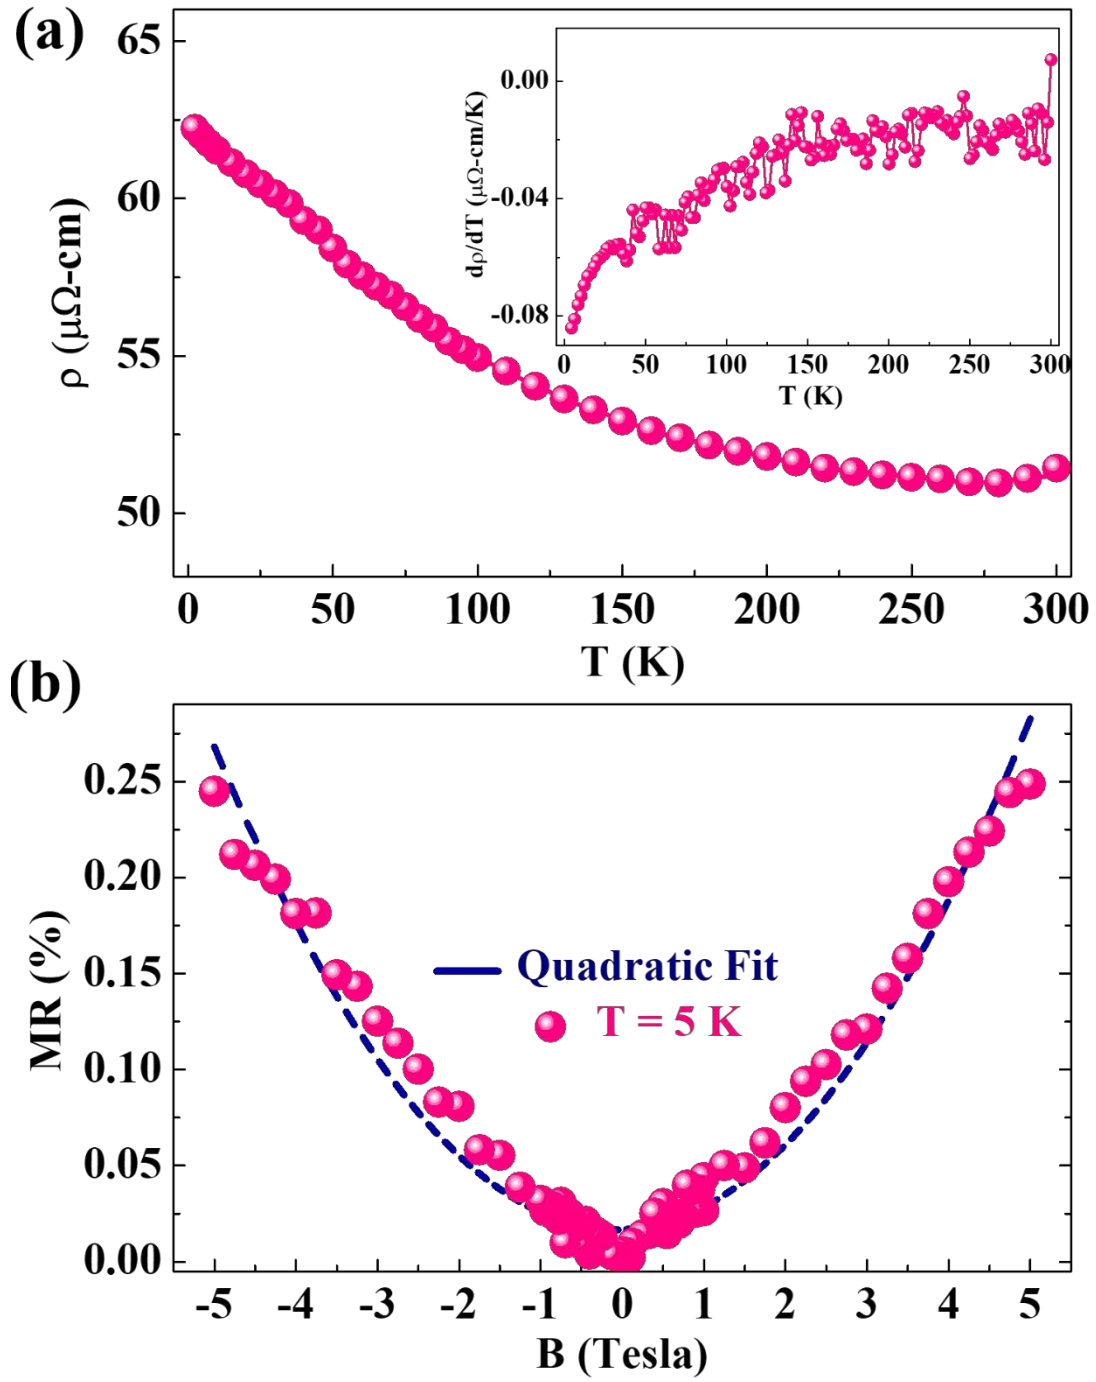 (a)
65
60
55
50
ρ (μΩ-cm)
0 50 100 150 200 250 300
T (K)
0.00
-0.04
-0.08
dρ/dT (μΩ-cm/K)
0 50 100 150 200 250 300
T (K)
(b)
0.25
0.20
0.15
0.10
0.05
0.00
MR (%)
Quadratic Fit
T = 5 K
-5 -4 -3 -2 -1 0 1 2 3 4 5
B (Tesla)